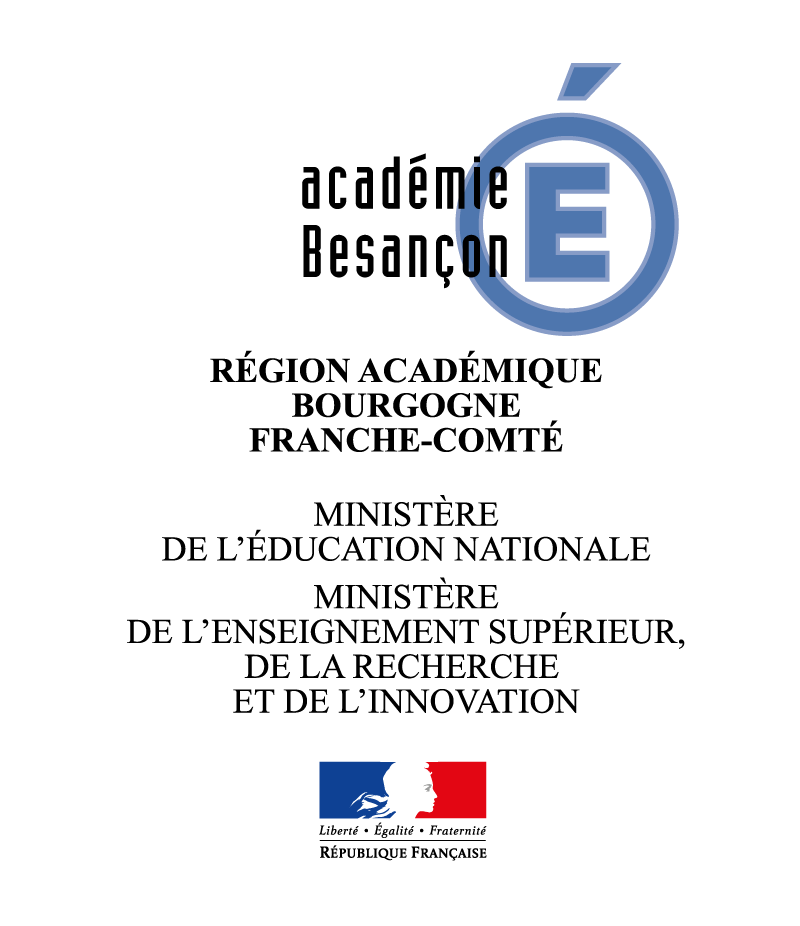 académie
Besançon
É
RÉGION ACADÉMIQUE
BOURGOGNE
FRANCHE-COMTÉ
MINISTÈRE
DE L’ÉDUCATION NATIONALE
MINISTÈRE
DE L’ENSEIGNEMENT SUPÉRIEUR,
DE LA RECHERCHE
ET DE L’INNOVATION
Liberté • Égalité • Fraternité
RÉPUBLIQUE FRANÇAISE